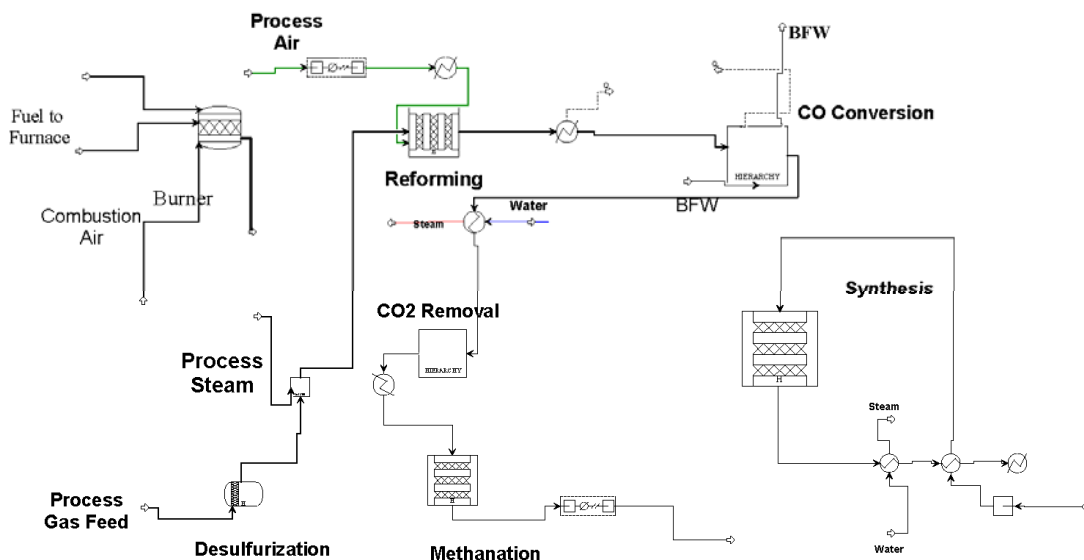 Process
Air
BFW
Fuel to
Furnace
CO Conversion
H
Reforming
HIERARCHY
Burner
BFW
Combustion
Air
Steam
Water
Synthesis
CO2 Removal
HIERARCHY
Process
Steam
H
Steam
Process
Gas Feed
H
H
Desulfurization
Methanation
Water